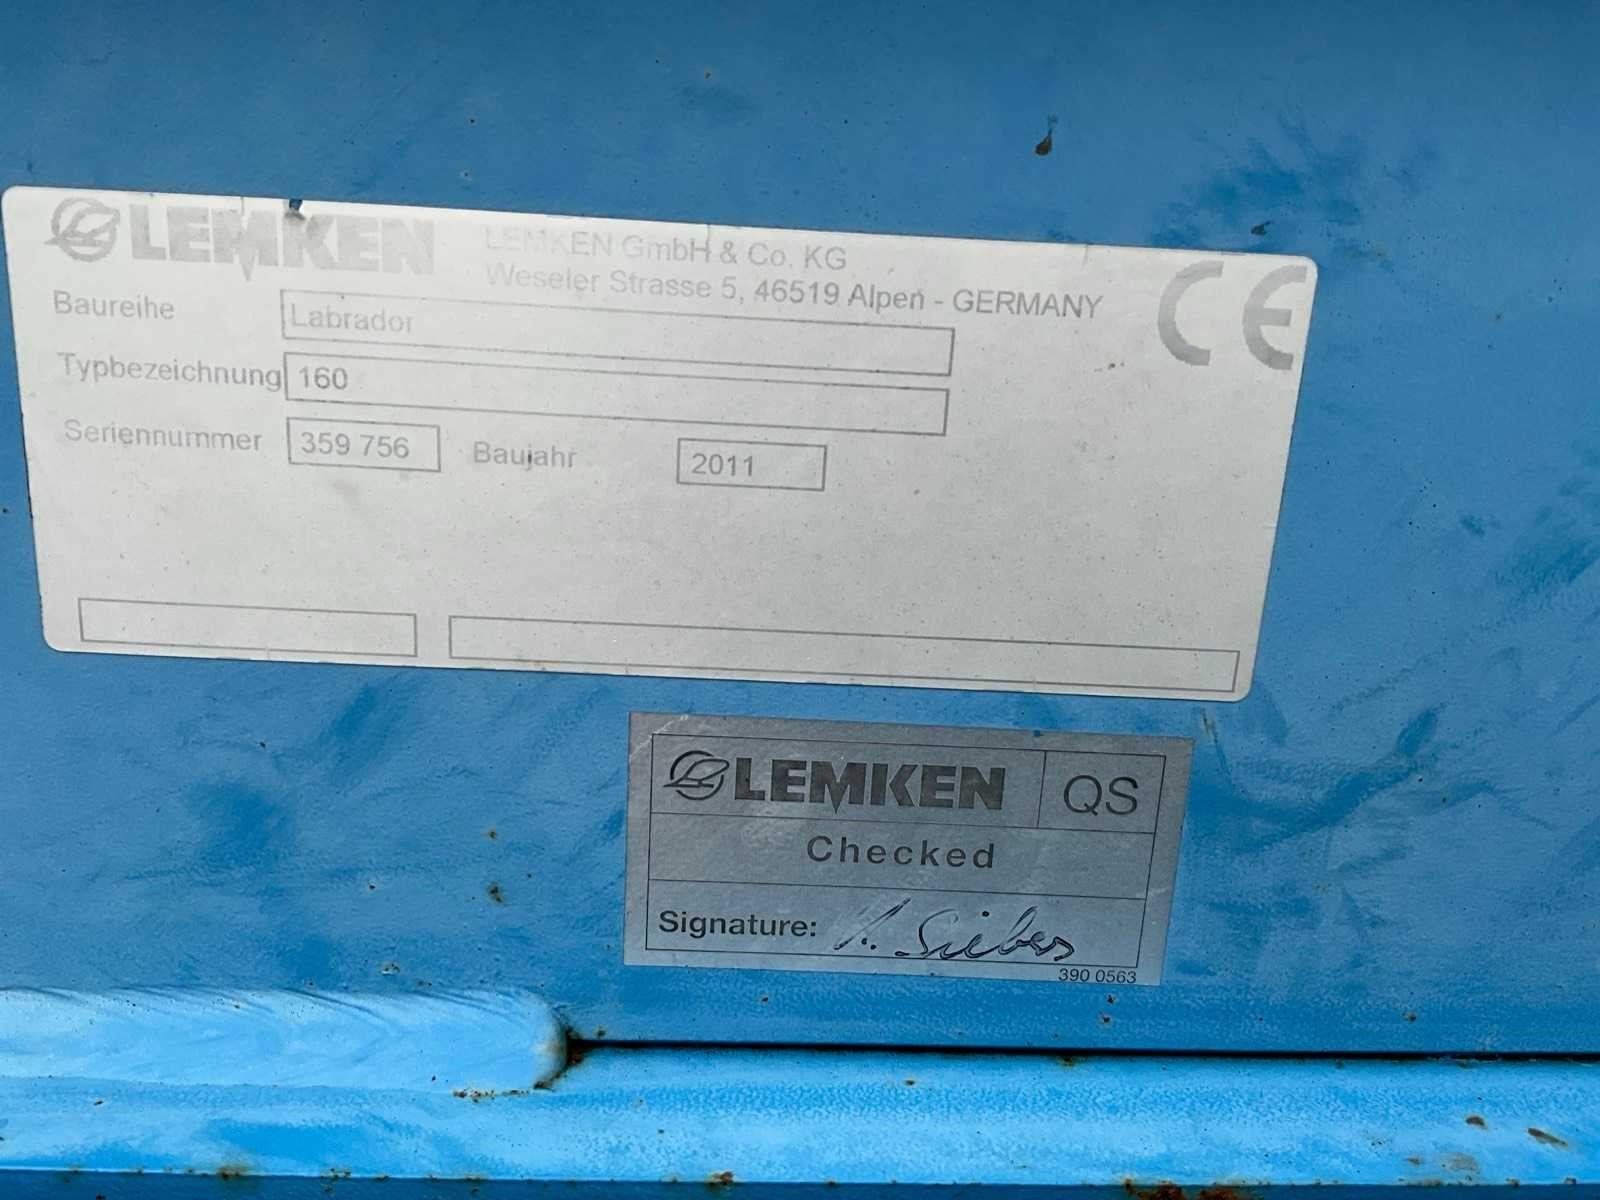 LEMKEN
LEMKEN GmbH & Co. KG
Weseler Strasse 5, 46519 Alpen - GERMANY
CE
Baureihe Labrador
Typbezeichnung 160
Seriennummer 359 756 Baujahr 2011
LEMKEN QS
Checked
Signature: Siebes
390 0563